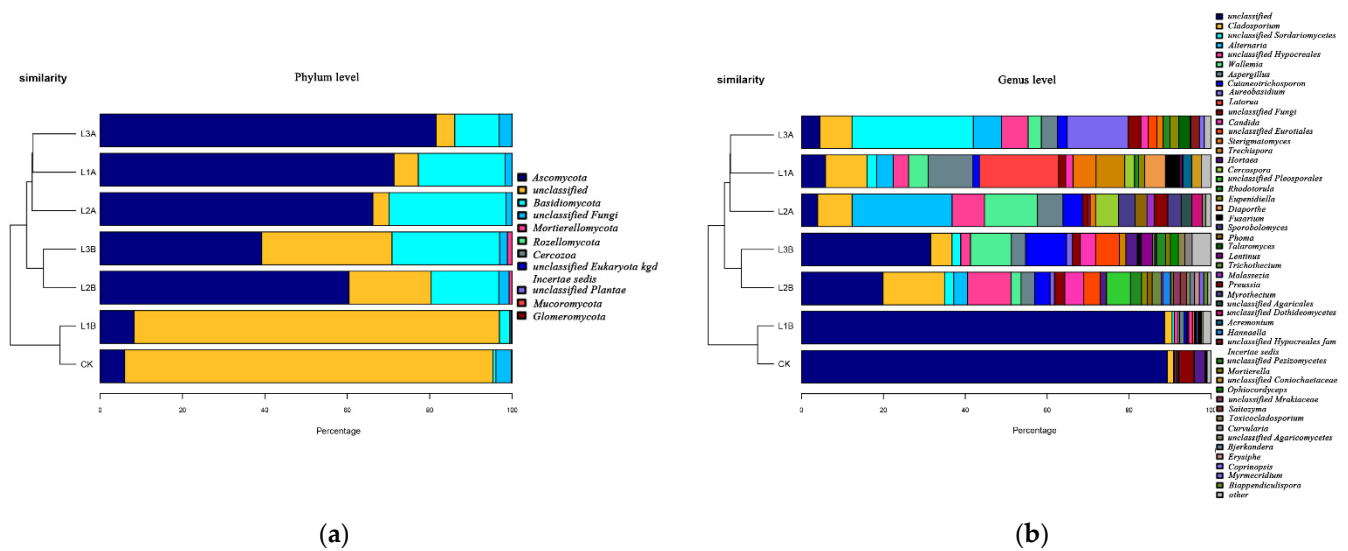 similarity
Phylum level
L3A
L1A
L2A
L3B
L2B
L1B
CK
0 20 40 60 80 100
Percentage
Ascomycota
unclassified
Basidiomycota
unclassified Fungi
Mortierellomycota
Rozellomycota
Cercozoa
unclassified Eukaryota kgd
Incertae sedis
unclassified Plantae
Mucoromycota
Glomeromycota
(a)
similarity
Genus level
L3A
L1A
L2A
L3B
L2B
L1B
CK
0 20 40 60 80 100
Percentage
unclassified
Cladosporium
unclassified Sordariomycetes
Alternaria
unclassified Hypocreales
Wallemia
Aspergillus
Cutaneotrichosporon
Aureobasidium
Latorua
unclassified Fungi
Candida
unclassified Eurotiales
Sterigmatomyces
Trechispora
Hortaea
Cercospora
unclassified Pleosporales
Rhodotorula
Eupenidiella
Diaporthe
Fusarium
Sporobolomyces
Phoma
Talaromyces
Lentinus
Trichothecium
Malassezia
Preussia
Myrothecium
unclassified Agaricales
unclassified Dothideomycetes
Acremonium
Hannaella
unclassified Hypocreales fam
Incertae sedis
unclassified Pezizomycetes
Mortierella
unclassified Coniochaetaceae
Ophiocordyceps
unclassified Mrakiaceae
Saitozyma
Toxicocladosporium
Curvularia
unclassified Agaricomycetes
Bjerkandera
Erysiphe
Coprinopsis
Myrmecridium
Biappendiculispora
other
(b)